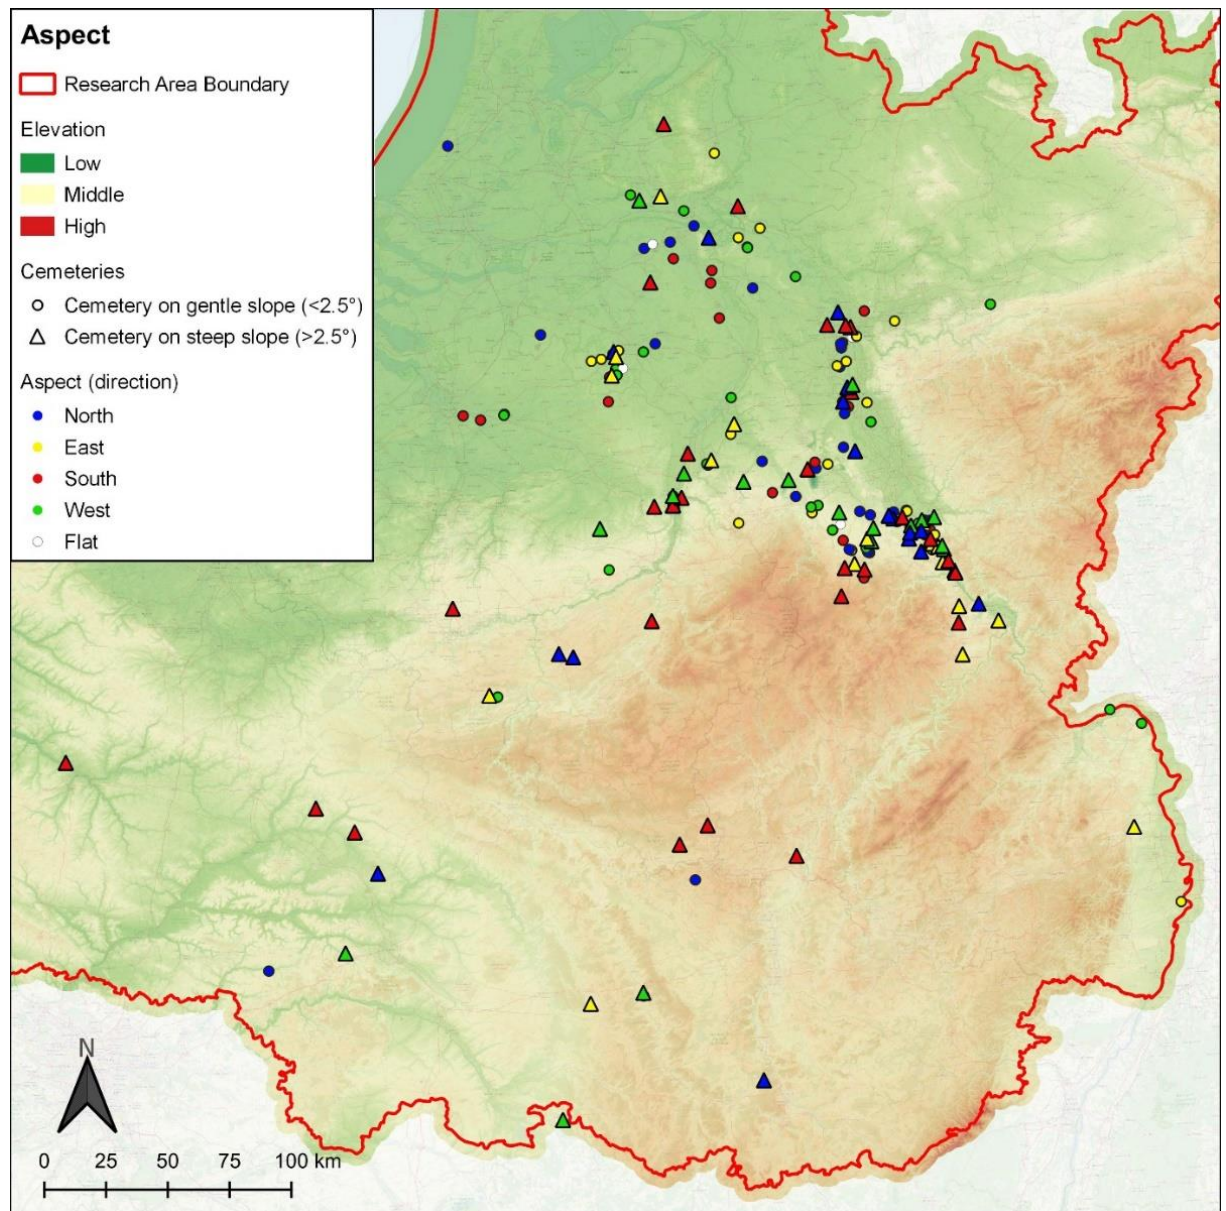 Aspect
Research Area Boundary
Elevation
Low
Middle
High
Cemeteries
Cemetery on gentle slope (<2.5°)
Cemetery on steep slope (>2.5°)
Aspect (direction)
North
East
South
West
Flat
N
0 25 50 75 100 km